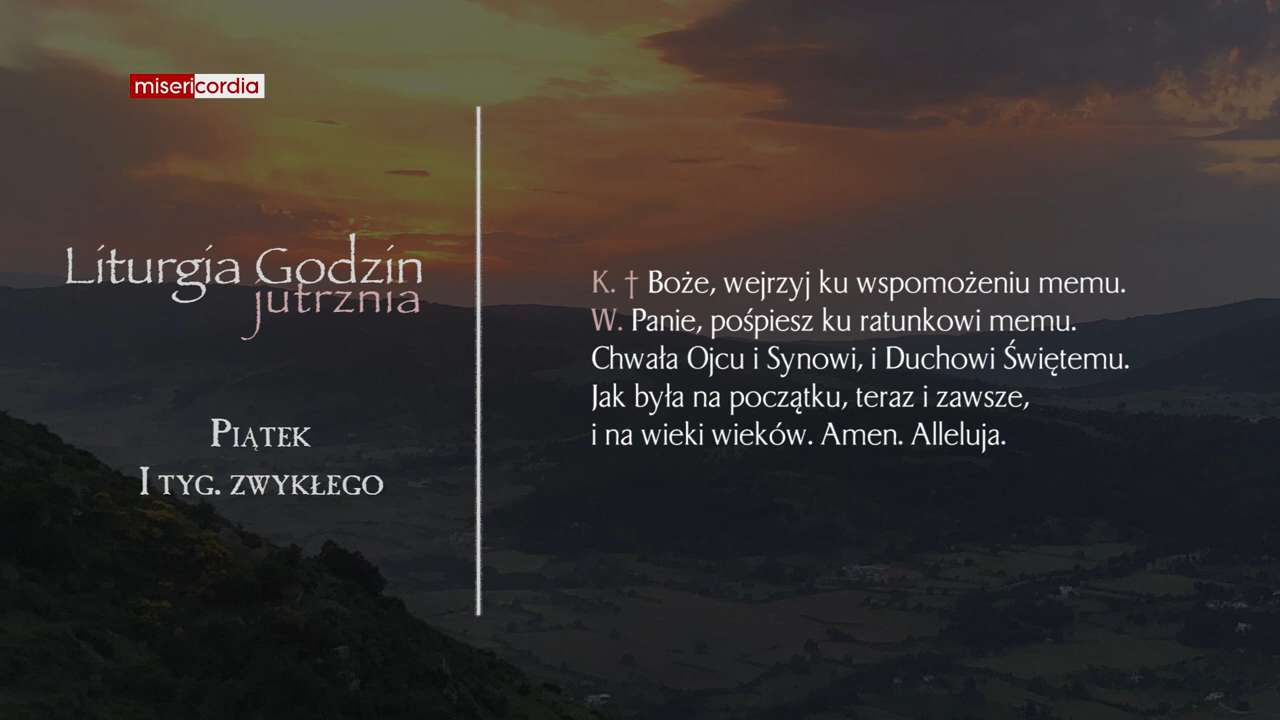 misericordia
Liturgia Godzin
jutrznia
Piątek
I tyg. zwykłego
K. † Boże, wejrzyj ku wspomożeniu memu.
W. Panie, pośpiesz ku ratunkowi memu.
Chwała Ojcu i Synowi, i Duchowi Świętemu.
Jak była na początku, teraz i zawsze,
i na wieki wieków. Amen. Alleluja.